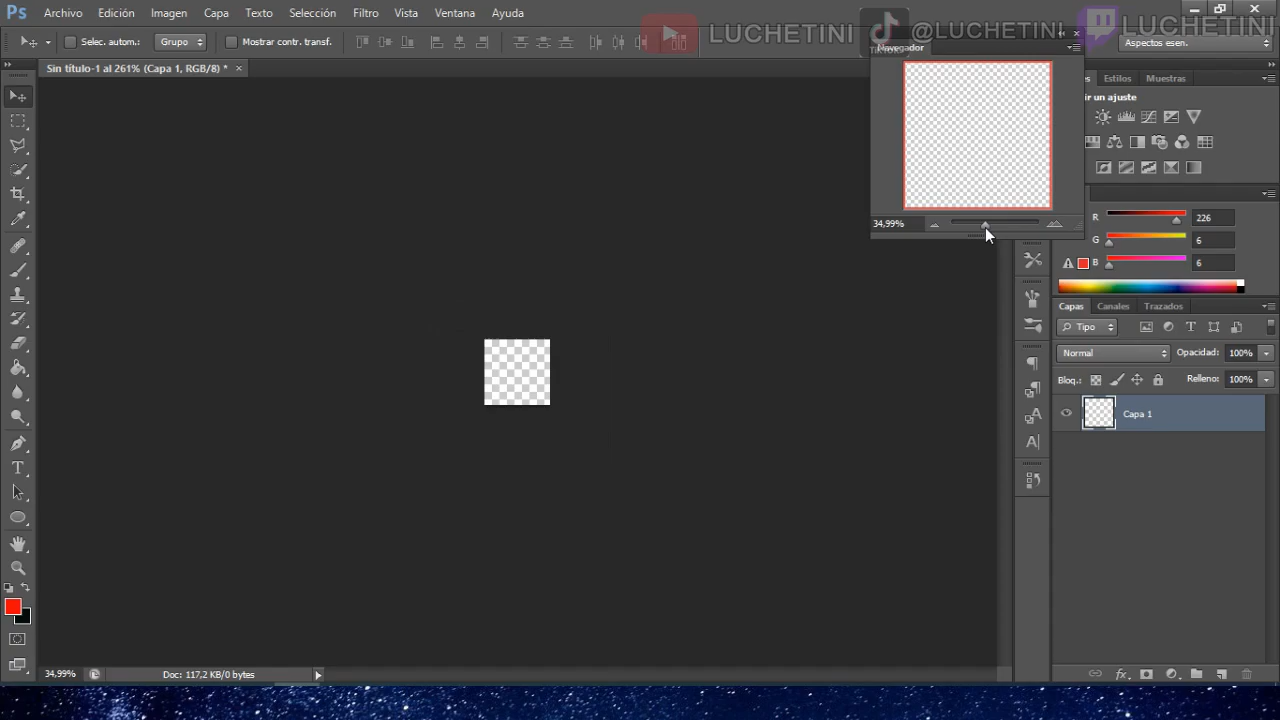 Ps Archivo Edición Imagen Capa Texto Selección Filtro Vista Ventana Ayuda
LUCHETINI @LUCHETINI LUCHETINI
Selec. autom.: Grupo Mostrar contr. transf. Aspectos esen.
TikTok
Navegador
Sin título-1 al 261% (Capa 1, RGB/8) * ×
Estilos Muestras
ir un ajuste
34,99%
R 226
G 6
B 6
Capas Canales Trazados
Tipo
Normal Opacidad: 100%
Bloq.: Relleno: 100%
Capa 1
34,99% Doc: 117,2 KB/0 bytes